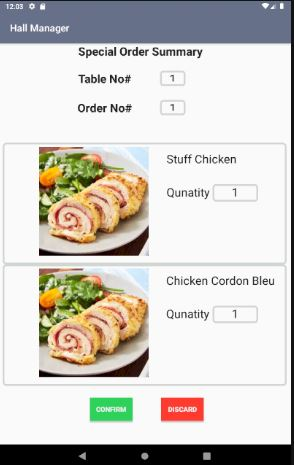 12:03
Hall Manager
Special Order Summary
Table No# 1
Order No# 1
Stuff Chicken
Qunatity 1
Chicken Cordon Bleu
Qunatity 1
CONFIRM DISCARD